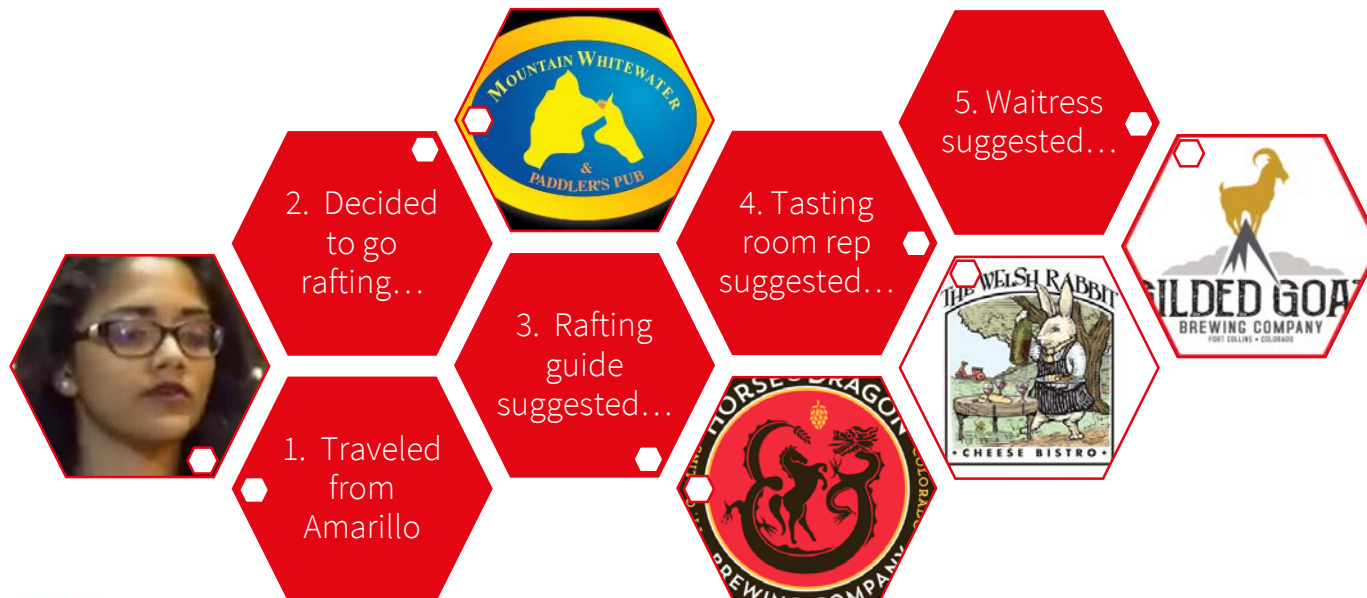 1. Traveled
from
Amarillo
2. Decided
to go
rafting…
MOUNTAIN WHITEWATER
&
PADDLER'S PUB
3. Rafting
guide
suggested…
HORSE & DRAGON
COLORADO
BREWING COMPANY
4. Tasting
room rep
suggested…
THE WELSH RABBIT
• CHEESE BISTRO •
5. Waitress
suggested…
GILDED GOAT
BREWING COMPANY
FORT COLLINS • COLORADO